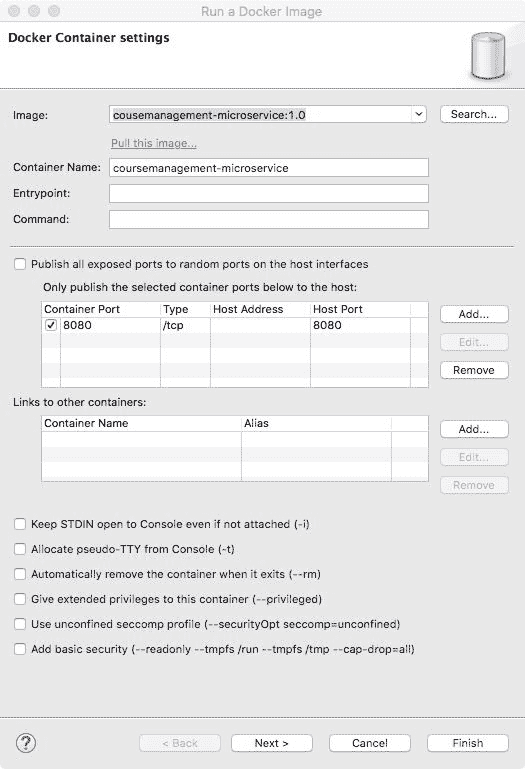 Run a Docker Image
Docker Container settings
Image: cousemanagement-microservice:1.0 Search...
Pull this image...
Container Name: coursemanagement-microservice
Entrypoint:
Command:
Publish all exposed ports to random ports on the host interfaces
Only publish the selected container ports below to the host:
Container Port Type Host Address Host Port Add...
8080 /tcp 8080
Edit...
Remove
Links to other containers:
Container Name Alias Add...
Edit...
Remove
Keep STDIN open to Console even if not attached (-i)
Allocate pseudo-TTY from Console (-t)
Automatically remove the container when it exits (--rm)
Give extended privileges to this container (--privileged)
Use unconfined seccomp profile (--securityOpt seccomp=unconfined)
Add basic security (--readonly --tmpfs /run --tmpfs /tmp --cap-drop=all)
? < Back Next > Cancel Finish